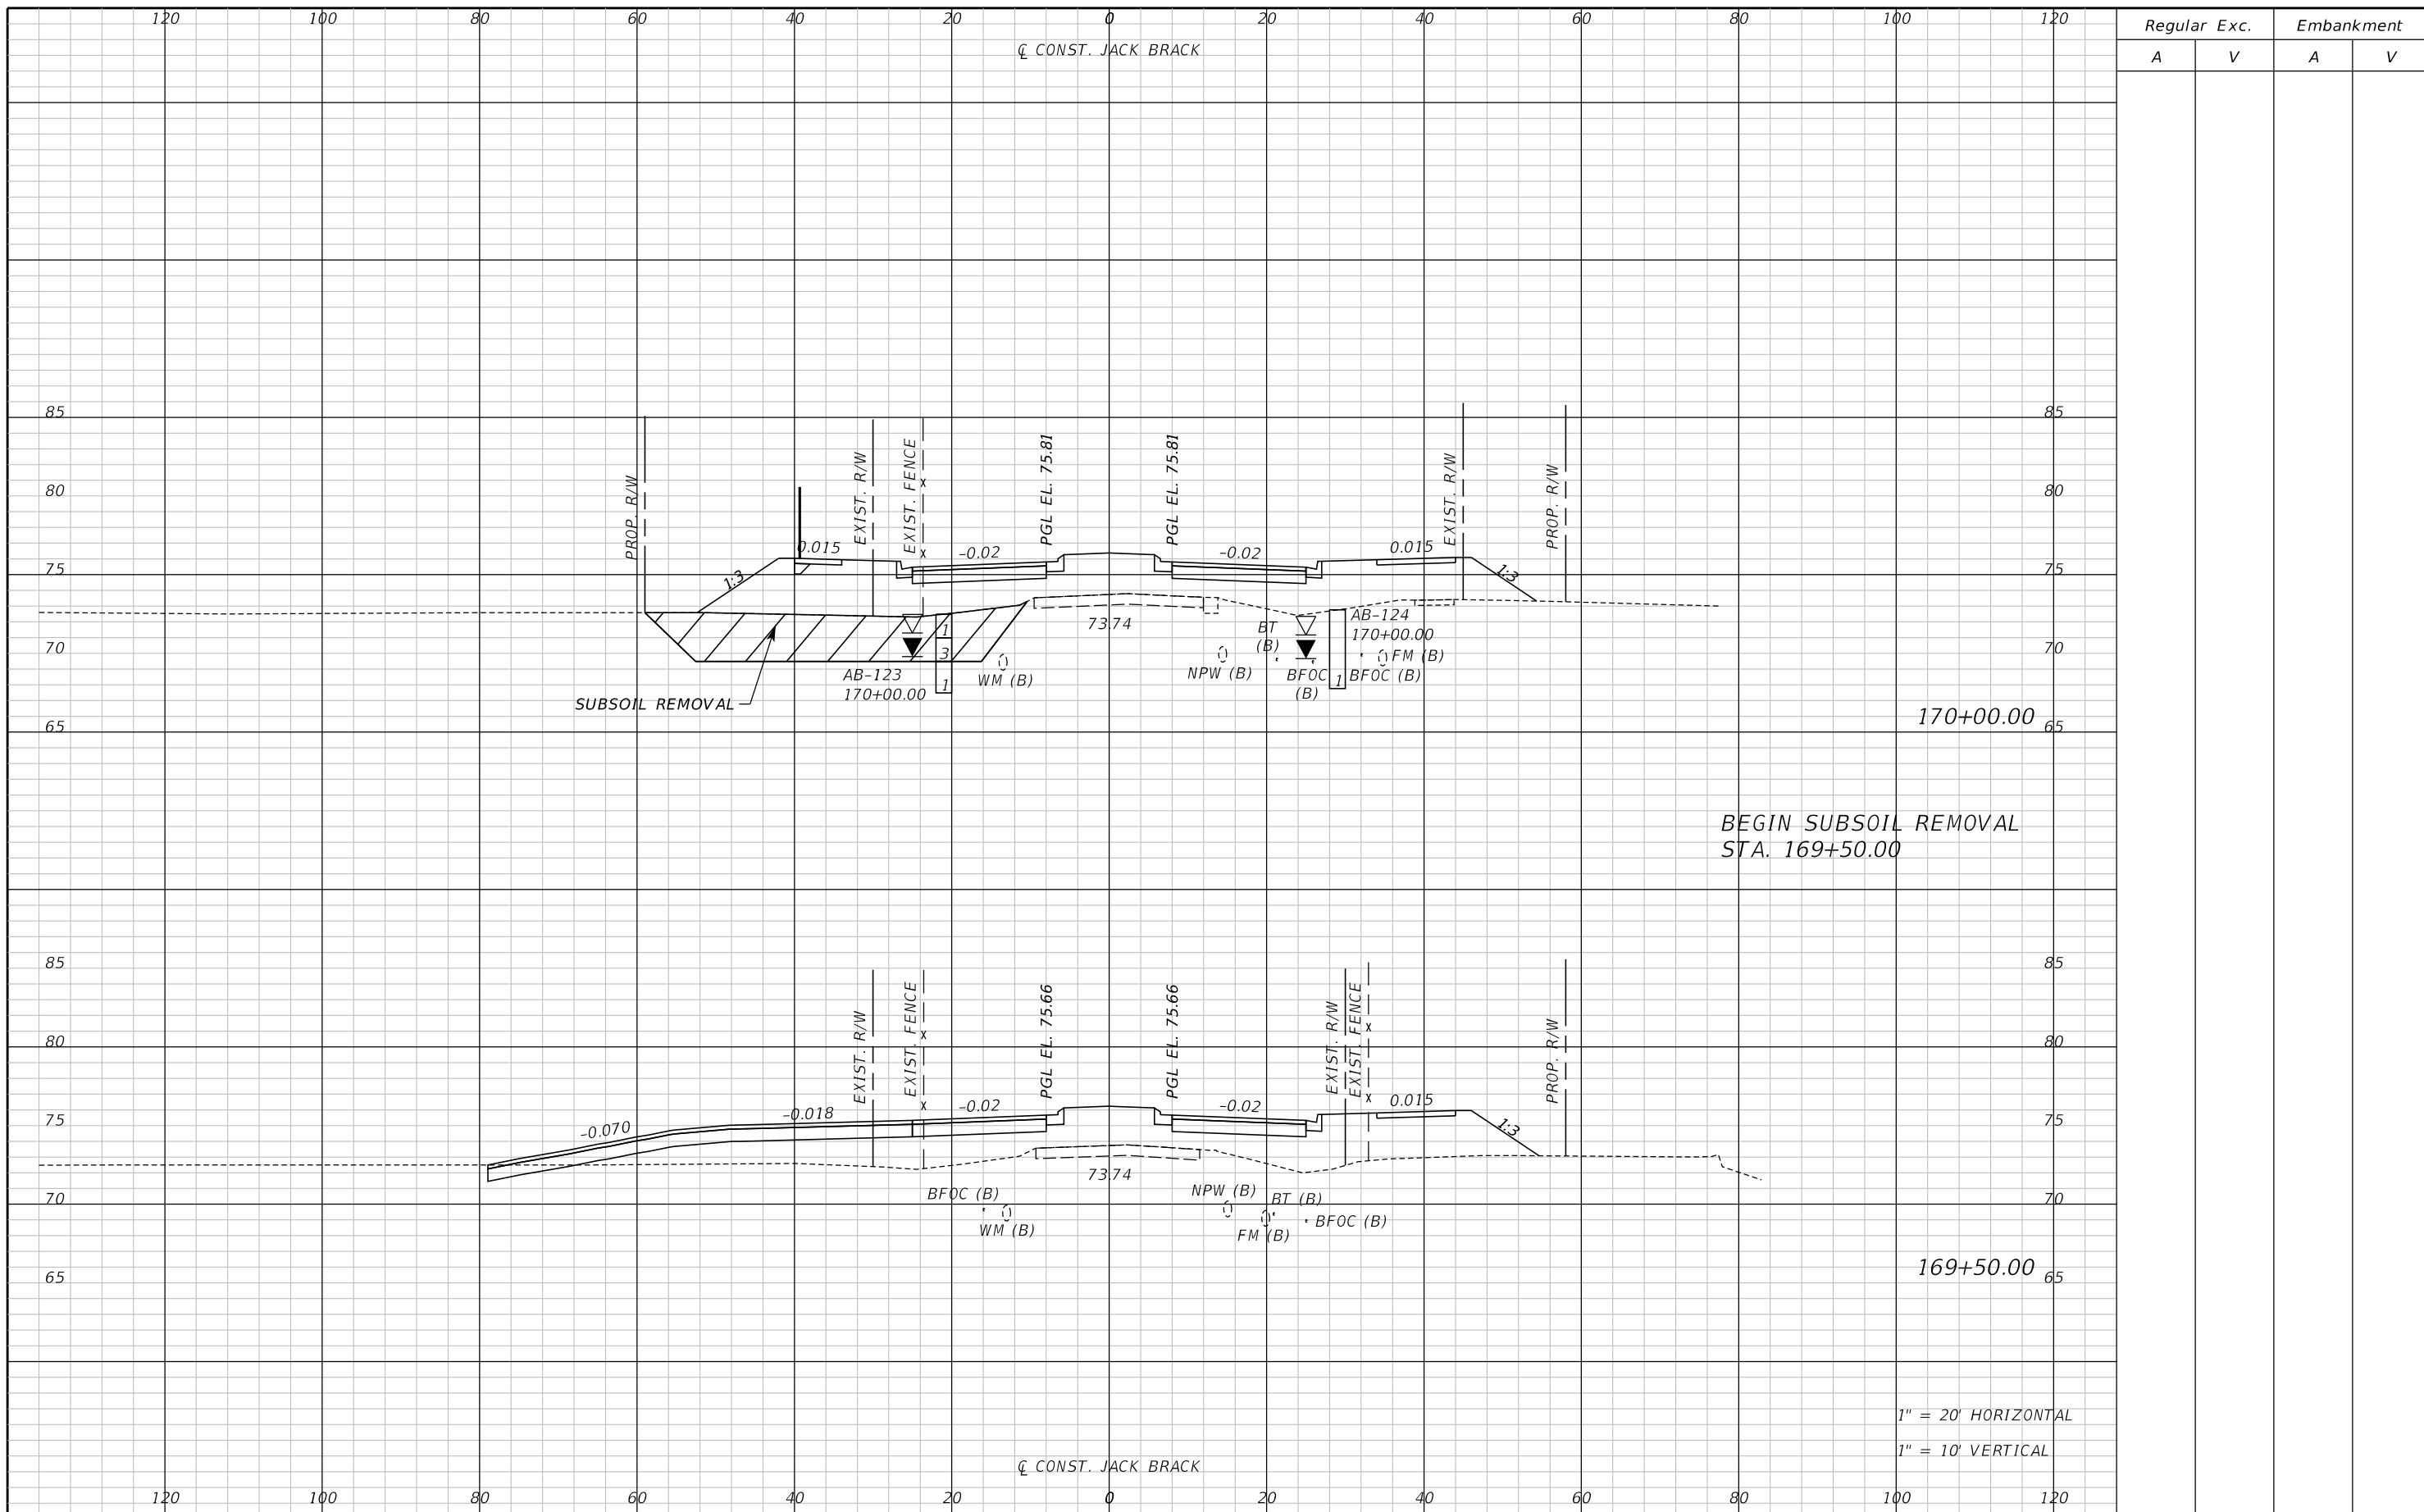 120 100 80 60 40 20 0 20 40 60 80 100 120
Regular Exc. Embankment
A V A V
℄ CONST. JACK BRACK
85 85
80 80
75 75
70 70
65 65
PROP. R/W
EXIST. R/W
EXIST. FENCE
X
X
PGL EL. 75.81
PGL EL. 75.81
EXIST. R/W
PROP. R/W
1:3
0.015
-0.02
-0.02
0.015
1:3
73.74
1
3
1
AB-123
170+00.00
SUBSOIL REMOVAL
WM (B)
NPW (B)
BT
(B)
BFOC
(B)
1
AB-124
170+00.00
FM (B)
BFOC (B)
170+00.00
BEGIN SUBSOIL REMOVAL
STA. 169+50.00
85 85
80 80
75 75
70 70
65 65
EXIST. R/W
EXIST. FENCE
X
X
PGL EL. 75.66
PGL EL. 75.66
EXIST. R/W
EXIST. FENCE
X
X
PROP. R/W
-0.070
-0.018
-0.02
-0.02
0.015
1:3
73.74
BFOC (B)
WM (B)
NPW (B)
BT (B)
FM (B)
BFOC (B)
169+50.00
1" = 20' HORIZONTAL
1" = 10' VERTICAL
℄ CONST. JACK BRACK
120 100 80 60 40 20 0 20 40 60 80 100 120